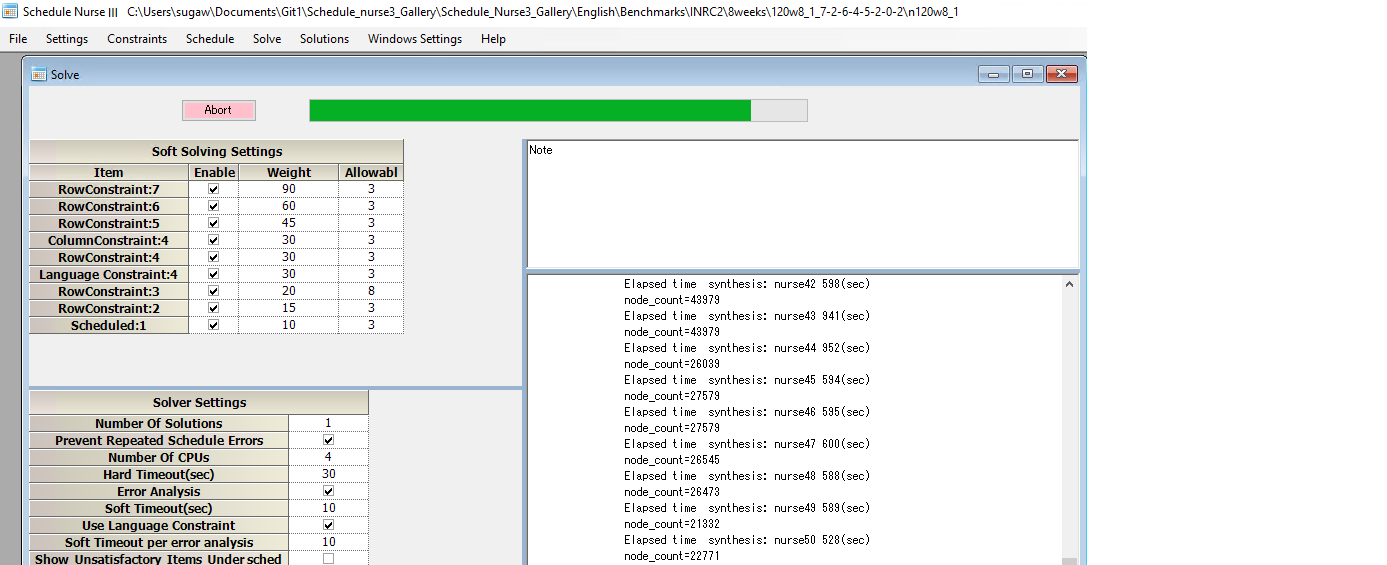 Schedule Nurse III C:\Users\sugaw\Documents\Git1\Schedule_nurse3_Gallery\Schedule_Nurse3_Gallery\English\Benchmarks\INRC2\8weeks\120w8_1_7-2-6-4-5-2-0-2\n120w8_1
File Settings Constraints Schedule Solve Solutions Windows Settings Help
Solve
Abort
Soft Solving Settings
Item Enable Weight Allowabl
RowConstraint:7 90 3
RowConstraint:6 60 3
RowConstraint:5 45 3
ColumnConstraint:4 30 3
RowConstraint:4 30 3
Language Constraint:4 30 3
RowConstraint:3 20 8
RowConstraint:2 15 3
Scheduled:1 10 3
Solver Settings
Number Of Solutions 1
Prevent Repeated Schedule Errors
Number Of CPUs 4
Hard Timeout(sec) 30
Error Analysis
Soft Timeout(sec) 10
Use Language Constraint
Soft Timeout per error analysis 10
Show Unsatisfactory Items Under sched
Note
Elapsed time synthesis: nurse42 598(sec)
node_count=43979
Elapsed time synthesis: nurse43 941(sec)
node_count=43979
Elapsed time synthesis: nurse44 952(sec)
node_count=26039
Elapsed time synthesis: nurse45 594(sec)
node_count=27579
Elapsed time synthesis: nurse46 595(sec)
node_count=27579
Elapsed time synthesis: nurse47 600(sec)
node_count=26545
Elapsed time synthesis: nurse48 588(sec)
node_count=26473
Elapsed time synthesis: nurse49 589(sec)
node_count=21332
Elapsed time synthesis: nurse50 528(sec)
node_count=22771